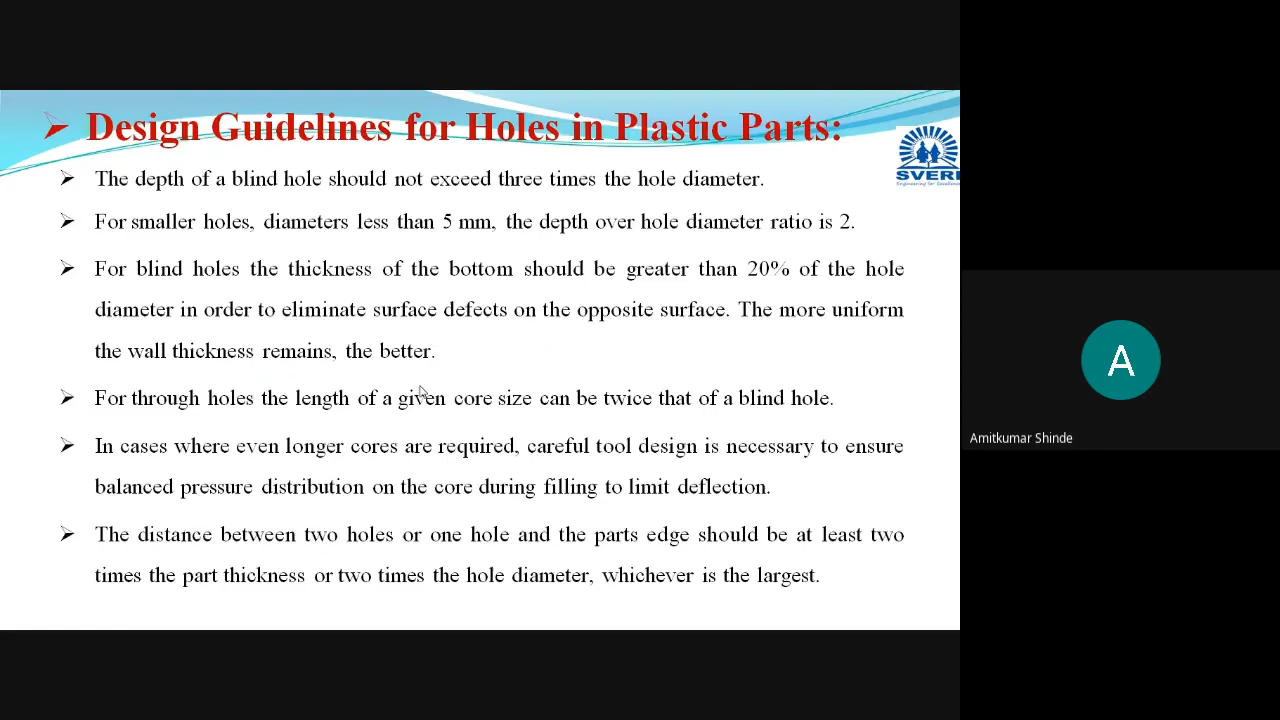 Design Guidelines for Holes in Plastic Parts:
SVERI
Engineering for Excellence
The depth of a blind hole should not exceed three times the hole diameter.
For smaller holes, diameters less than 5 mm, the depth over hole diameter ratio is 2.
For blind holes the thickness of the bottom should be greater than 20% of the hole
diameter in order to eliminate surface defects on the opposite surface. The more uniform
the wall thickness remains, the better.
For through holes the length of a given core size can be twice that of a blind hole.
In cases where even longer cores are required, careful tool design is necessary to ensure
balanced pressure distribution on the core during filling to limit deflection.
The distance between two holes or one hole and the parts edge should be at least two
times the part thickness or two times the hole diameter, whichever is the largest.
A
Amitkumar Shinde